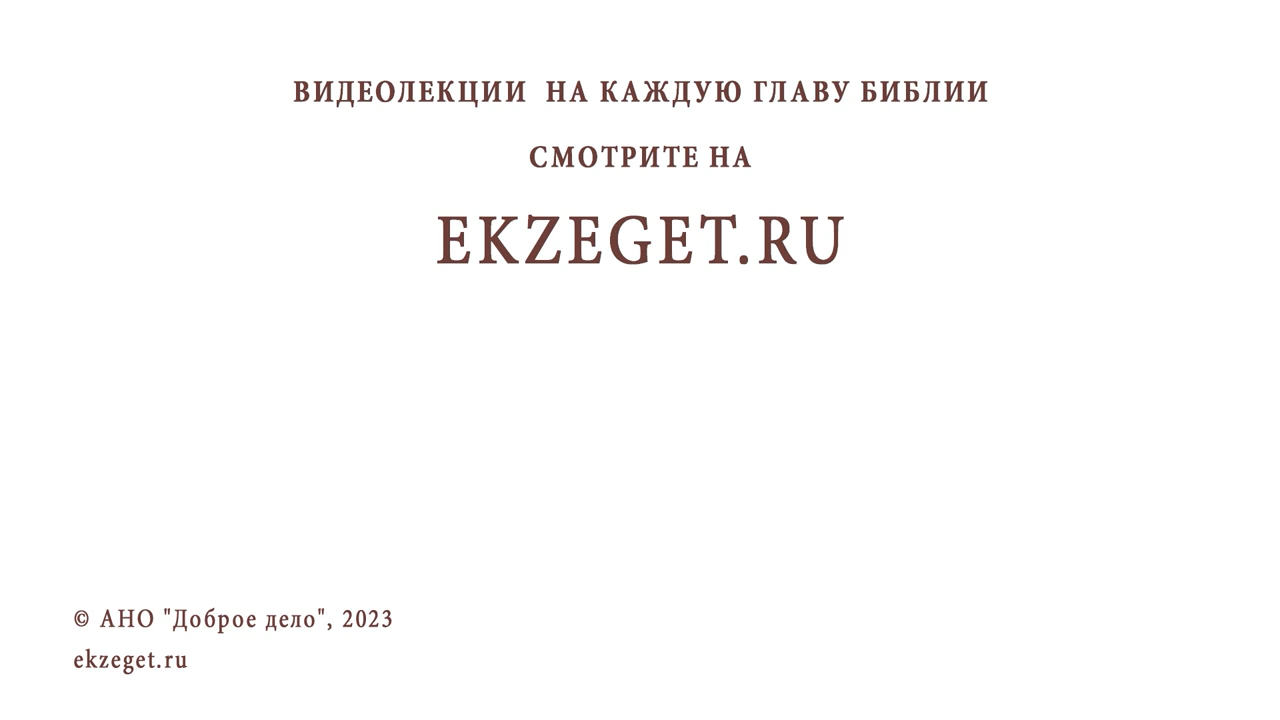 ВИДЕОЛЕКЦИИ НА КАЖДУЮ ГЛАВУ БИБЛИИ
СМОТРИТЕ НА
EKZEGET.RU
© АНО "Доброе дело", 2023
ekzeget.ru